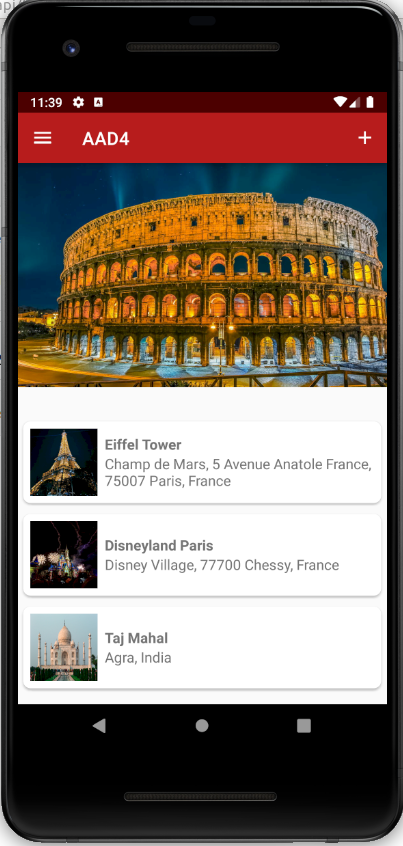 11:39
AAD4
Eiffel Tower
Champ de Mars, 5 Avenue Anatole France,
75007 Paris, France
Disneyland Paris
Disney Village, 77700 Chessy, France
Taj Mahal
Agra, India